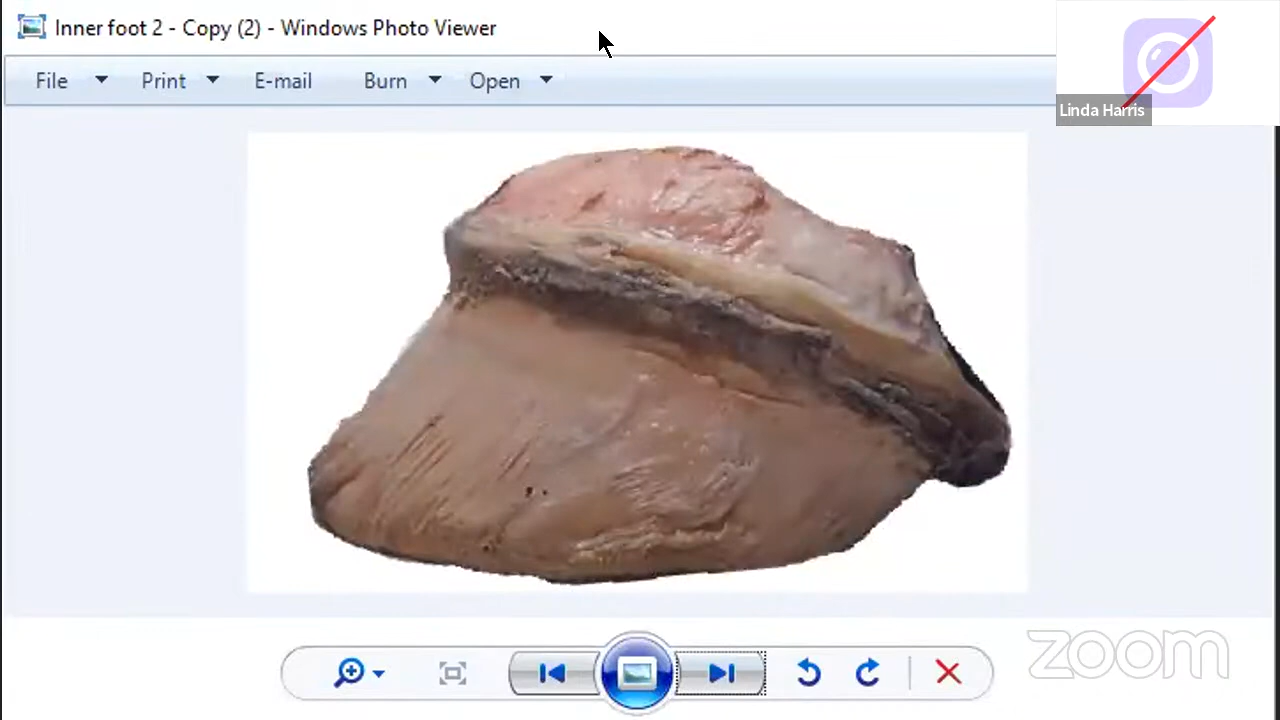 Inner foot 2 - Copy (2) - Windows Photo Viewer
File Print E-mail Burn Open
Linda Harris
zoom